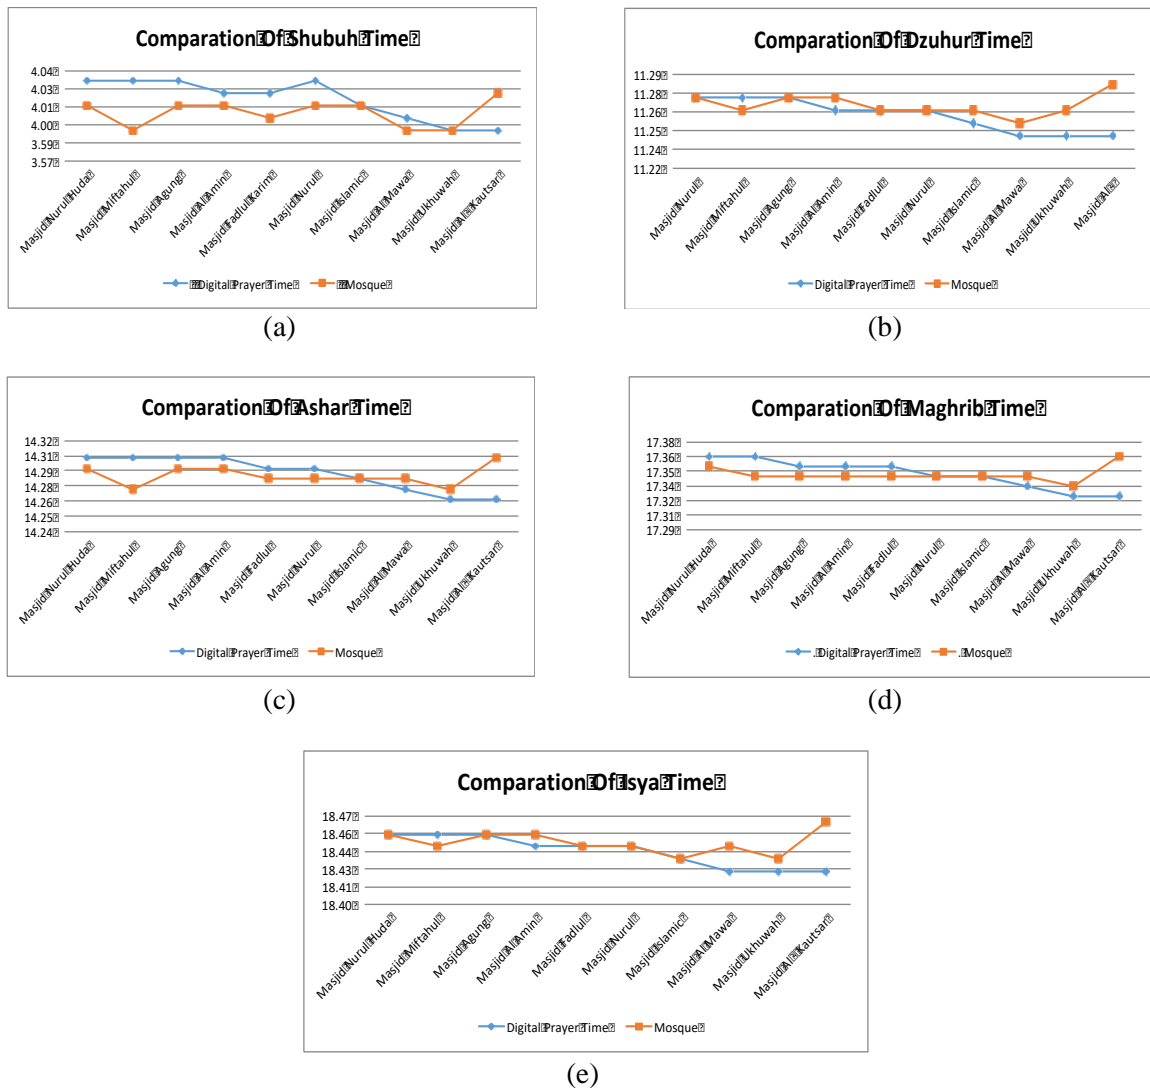 Comparation Of Shubuh Time
4.04
4.03
4.01
4.00
3.59
3.57
Masjid Nurul Huda
Masjid Miftahul
Masjid Agung
Masjid Al Amin
Masjid Fadlul Karim
Masjid Nurul
Masjid Islamic
Masjid Al Mawa
Masjid Ukhuwah
Masjid Al Kautsar
Digital Prayer Time Mosque
(a)
Comparation Of Dzuhur Time
11.29
11.28
11.26
11.25
11.24
11.22
Masjid Nurul
Masjid Miftahul
Masjid Agung
Masjid Al Amin
Masjid Fadlul
Masjid Nurul
Masjid Islamic
Masjid Al Mawa
Masjid Ukhuwah
Masjid Al
Digital Prayer Time Mosque
(b)
Comparation Of Ashar Time
14.32
14.31
14.29
14.28
14.26
14.25
14.24
Masjid Nurul Huda
Masjid Miftahul
Masjid Agung
Masjid Al Amin
Masjid Fadlul
Masjid Nurul
Masjid Islamic
Masjid Al Mawa
Masjid Ukhuwah
Masjid Al Kautsar
Digital Prayer Time Mosque
(c)
Comparation Of Maghrib Time
17.38
17.36
17.35
17.34
17.32
17.31
17.29
Masjid Nurul Huda
Masjid Miftahul
Masjid Agung
Masjid Al Amin
Masjid Fadlul
Masjid Nurul
Masjid Islamic
Masjid Al Mawa
Masjid Ukhuwah
Masjid Al Kautsar
. Digital Prayer Time . Mosque
(d)
Comparation Of Isya Time
18.47
18.46
18.44
18.43
18.41
18.40
Masjid Nurul Huda
Masjid Miftahul
Masjid Agung
Masjid Al Amin
Masjid Fadlul
Masjid Nurul
Masjid Islamic
Masjid Al Mawa
Masjid Ukhuwah
Masjid Al Kautsar
Digital Prayer Time Mosque
(e)